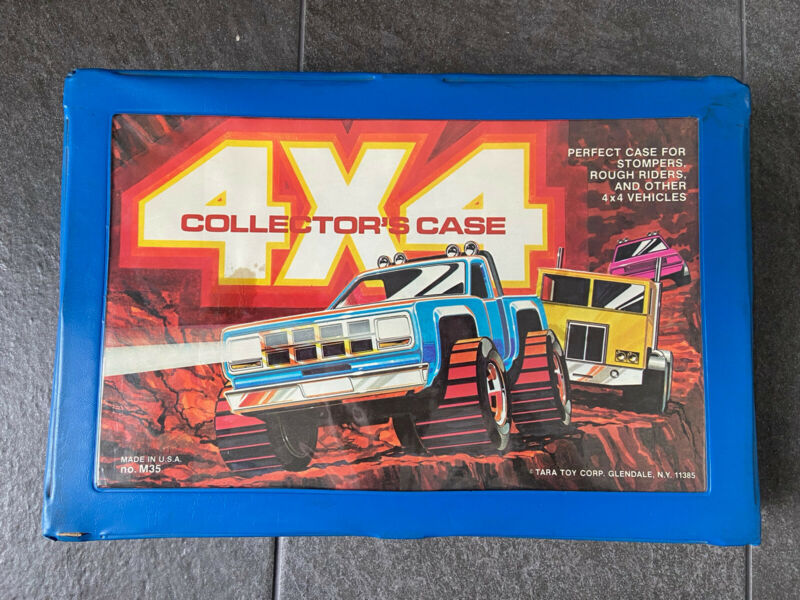 4X4
COLLECTOR'S CASE
PERFECT CASE FOR
STOMPERS,
ROUGH RIDERS,
AND OTHER
4x4 VEHICLES
MADE IN U.S.A.
no. M35
TARA TOY CORP. GLENDALE, N.Y. 11385